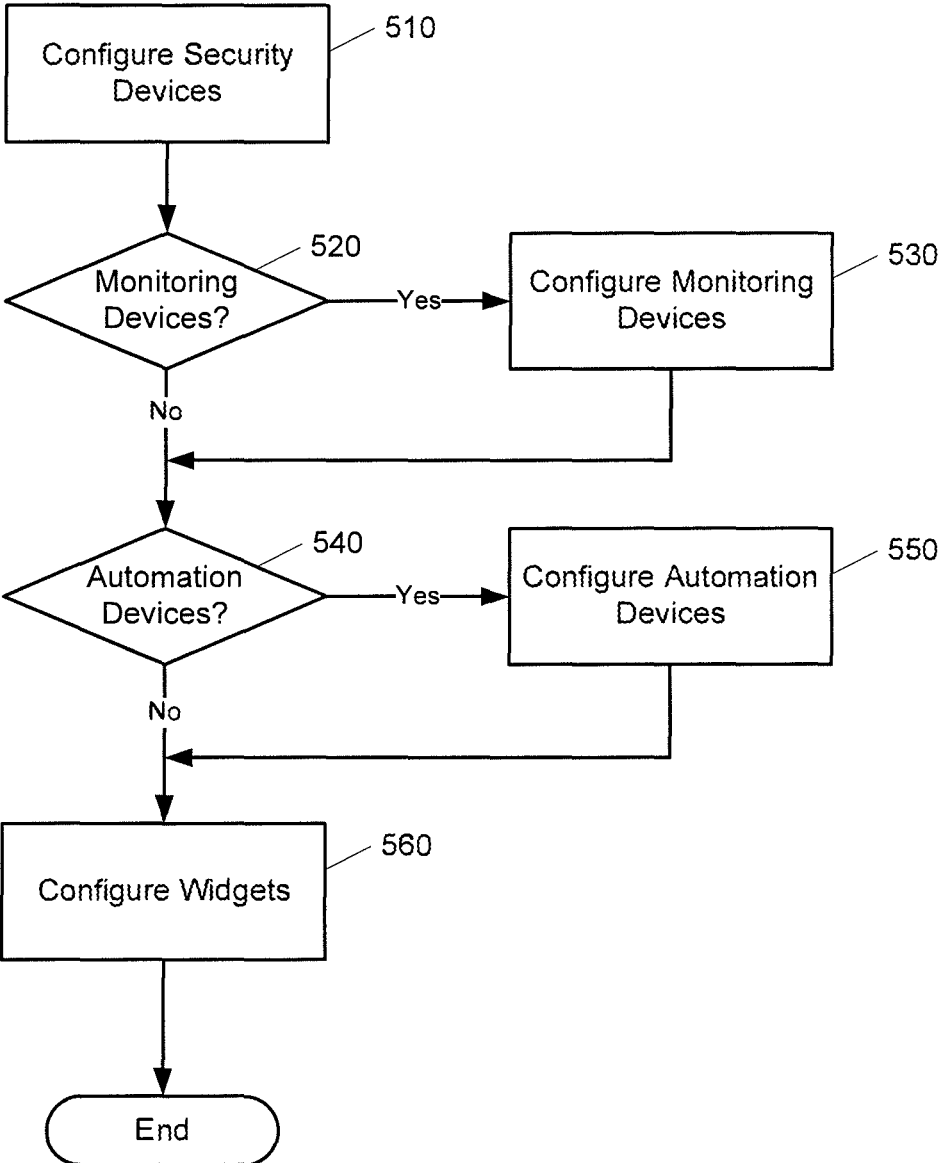 510
Configure Security
Devices
520
Monitoring
Devices?
Yes
530
Configure Monitoring
Devices
No
540
Automation
Devices?
Yes
550
Configure Automation
Devices
No
560
Configure Widgets
End